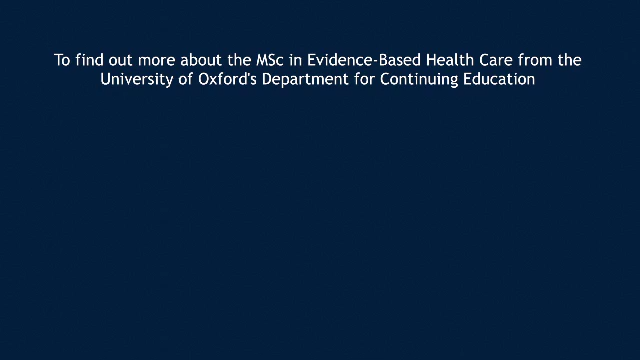 To find out more about the MSc in Evidence-Based Health Care from the
University of Oxford's Department for Continuing Education